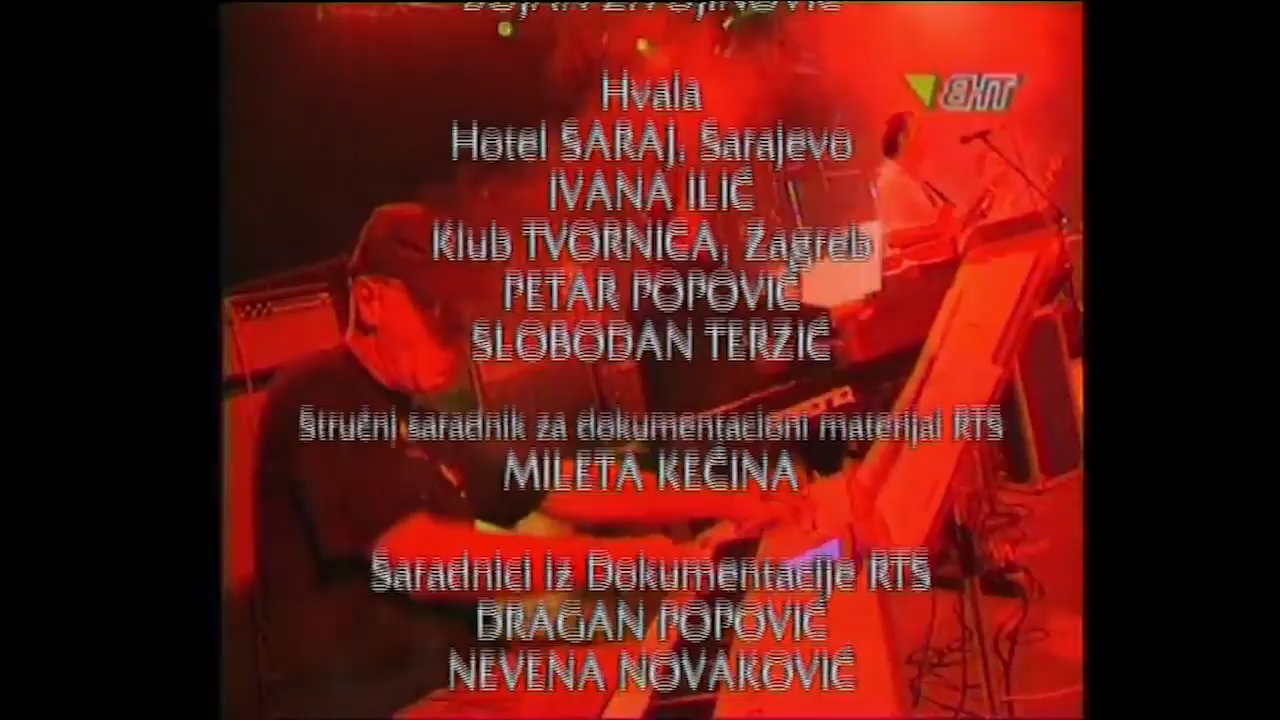 Hvala
Hotel SARAJ, Sarajevo
IVANA ILIĆ
Klub TVORNICA, Zagreb
PETAR POPOVIĆ
SLOBODAN TERZIĆ
Stručni saradnik za dokumentacioni materijal RTS
MILETA KEČINA
Saradnici iz Dokumentacije RTS
DRAGAN POPOVIĆ
NEVENA NOVAKOVIĆ